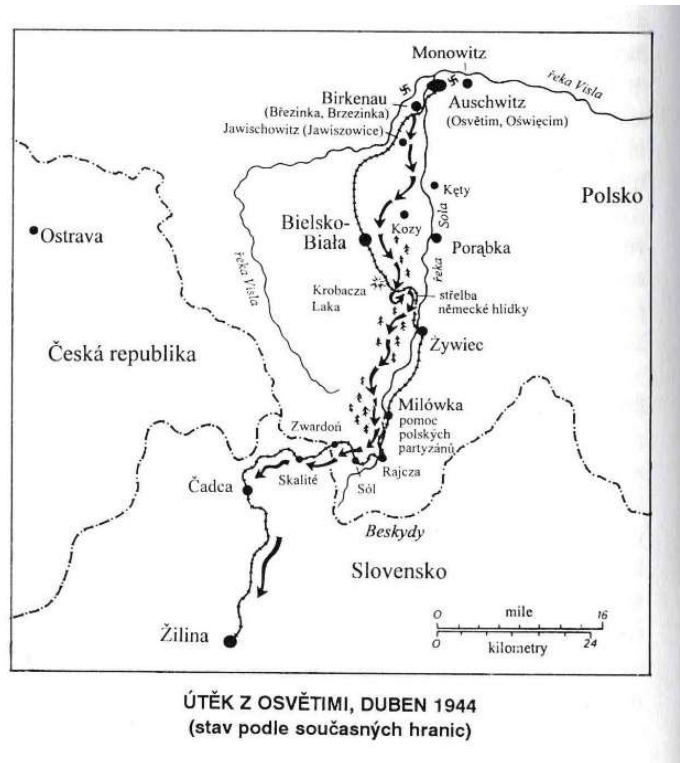 Monowitz
řeka Visla
Birkenau
(Březinka, Brzezinka)
Auschwitz
(Osvětim, Oświęcim)
Jawischowitz (Jawiszowice)
Kęty
Polsko
Sola
řeka
Kozy
Bielsko-
Biała
Porąbka
Ostrava
řeka Visla
Krobacza
Laka
střelba
německé hlídky
Żywiec
Česká republika
Milówka
pomoc
polských
partyzánů
Zwardoń
Rajcza
Skalité
Sól
Čadca
Beskydy
Slovensko
Žilina
0 mile 16
0 kilometry 24
ÚTĚK Z OSVĚTIMI, DUBEN 1944
(stav podle současných hranic)